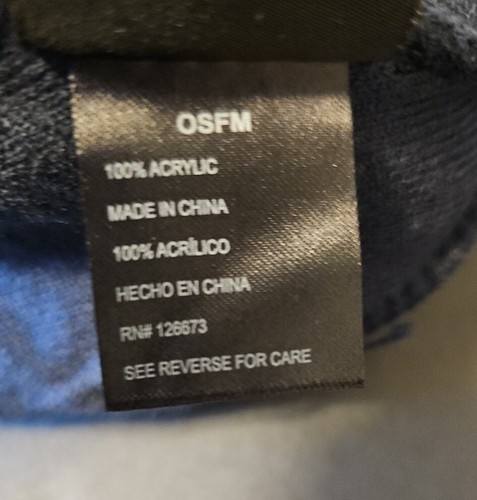 OSFM
100% ACRYLIC
MADE IN CHINA
100% ACRÍLICO
HECHO EN CHINA
RN# 126673
SEE REVERSE FOR CARE